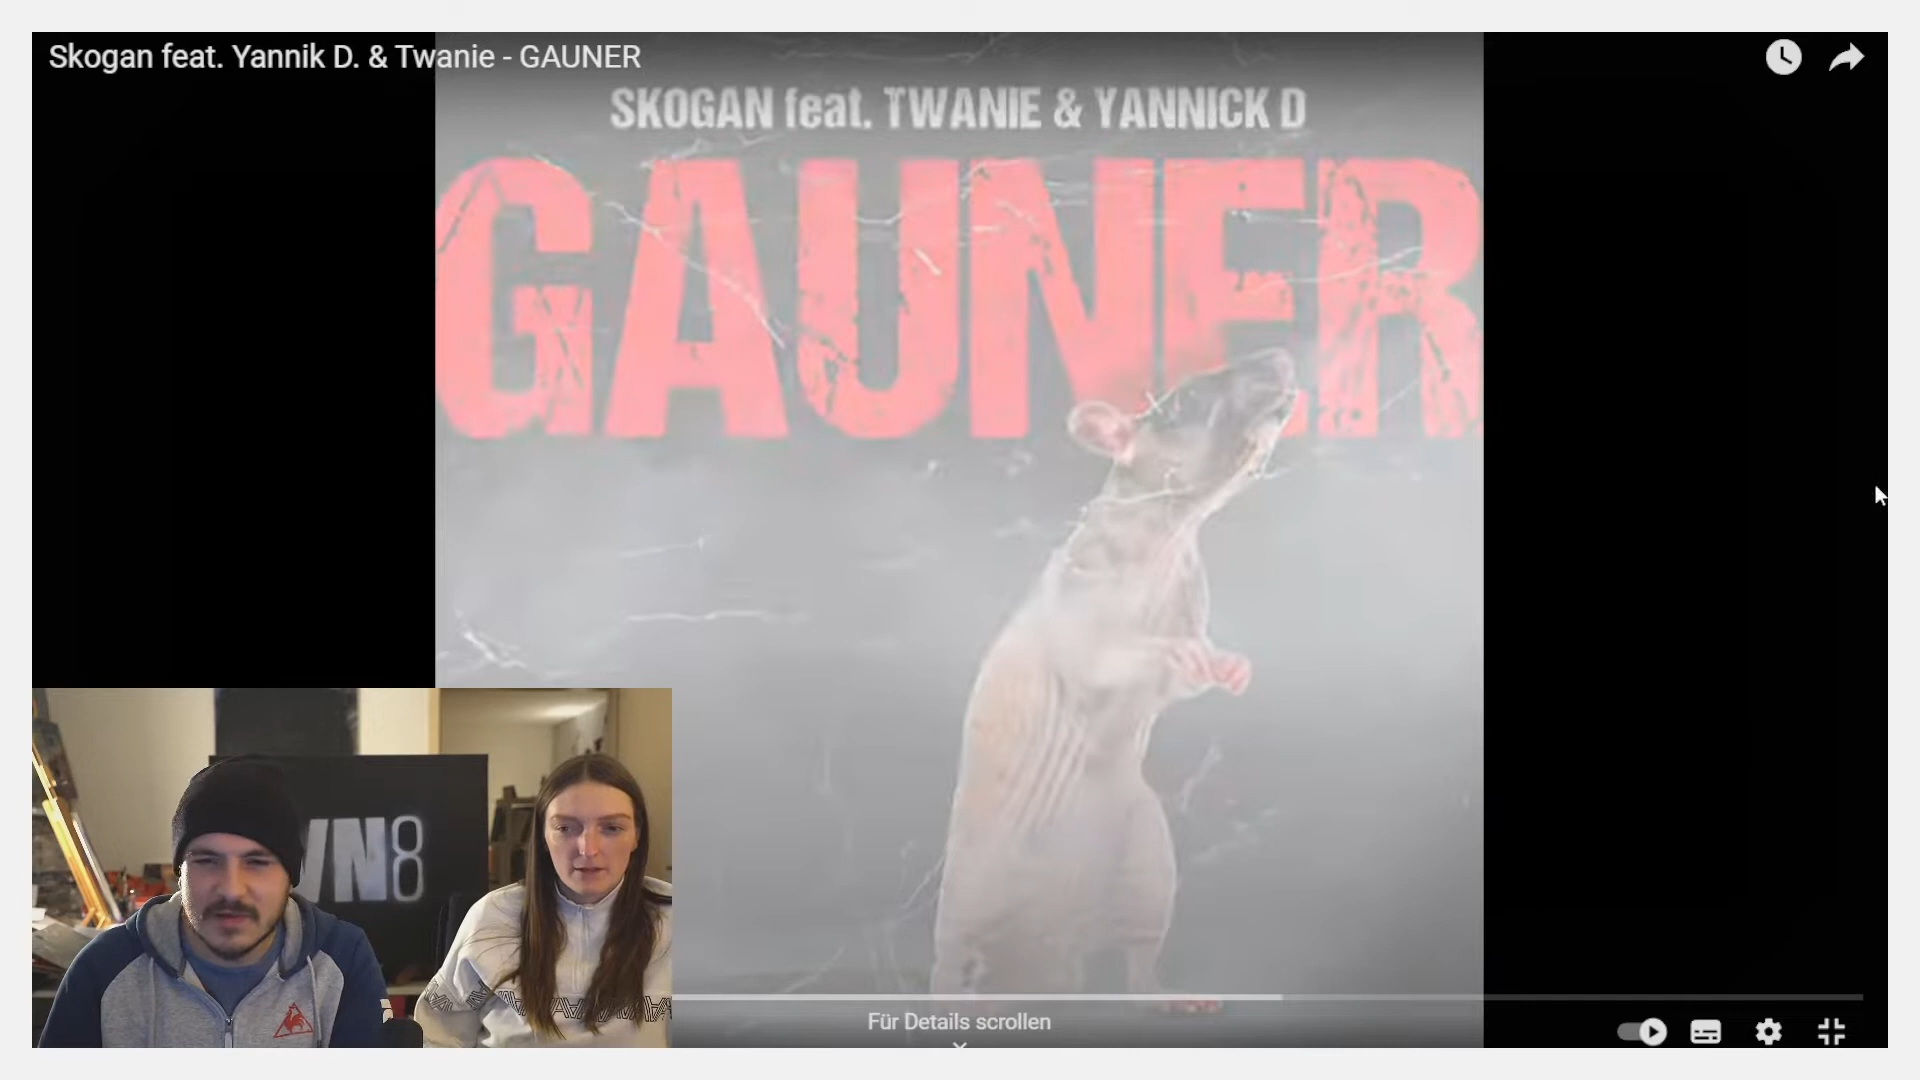 Skogan feat. Yannik D. & Twanie - GAUNER
SKOGAN feat. TWANIE & YANNICK D
GAUNER
VN8
Für Details scrollen